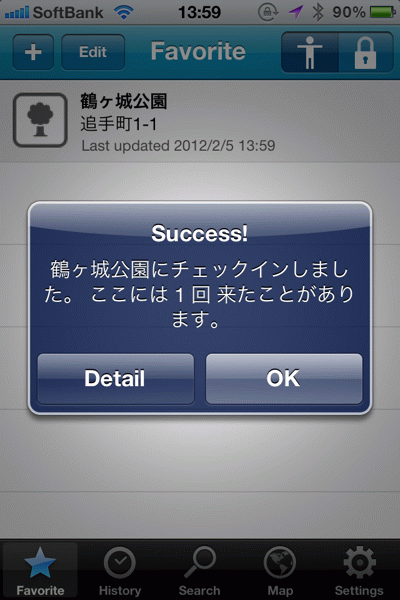 SoftBank 13:59 90%
+ Edit Favorite
鶴ヶ城公園
追手町1-1
Last updated 2012/2/5 13:59
Success!
鶴ヶ城公園にチェックインしまし
た。 ここには 1 回 来たことがあり
ます。
Detail OK
Favorite History Search Map Settings